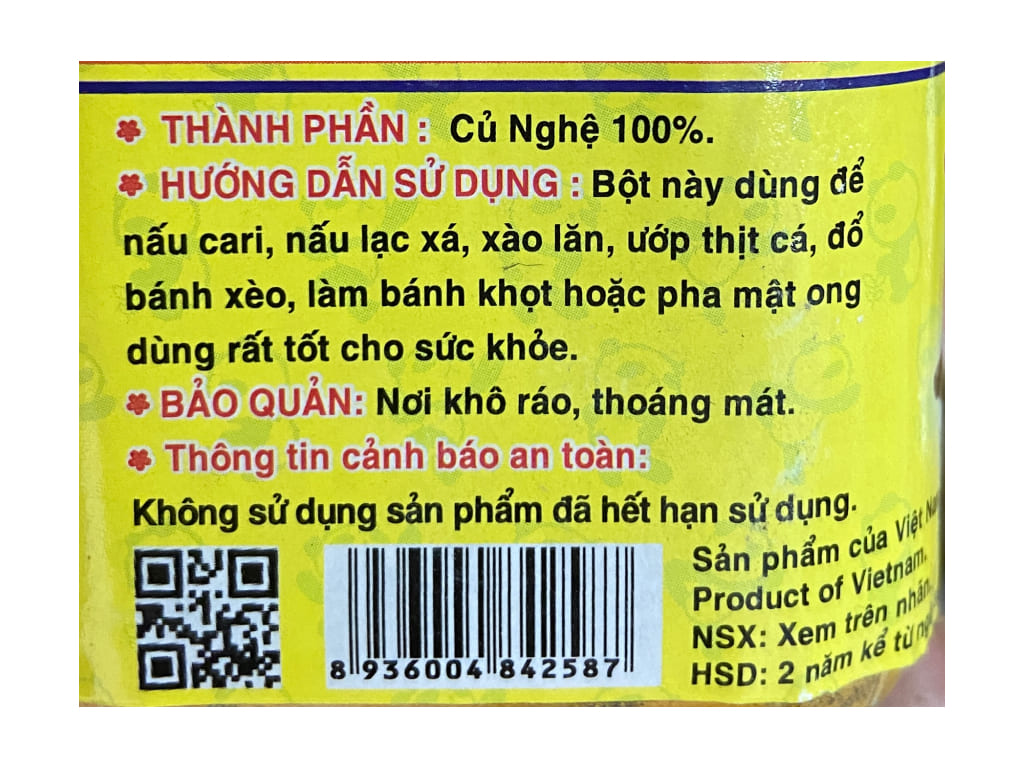 THÀNH PHẦN : Củ Nghệ 100%.
HƯỚNG DẪN SỬ DỤNG : Bột này dùng để
nấu cari, nấu lạc xá, xào lăn, ướp thịt cá, đổ
bánh xèo, làm bánh khọt hoặc pha mật ong
dùng rất tốt cho sức khỏe.
BẢO QUẢN: Nơi khô ráo, thoáng mát.
Thông tin cảnh báo an toàn:
Không sử dụng sản phẩm đã hết hạn sử dụng.
Sản phẩm của Việt
Product of Vietnam.
NSX: Xem trên nhãn.
HSD: 2 năm kể từ
8 936004 842587